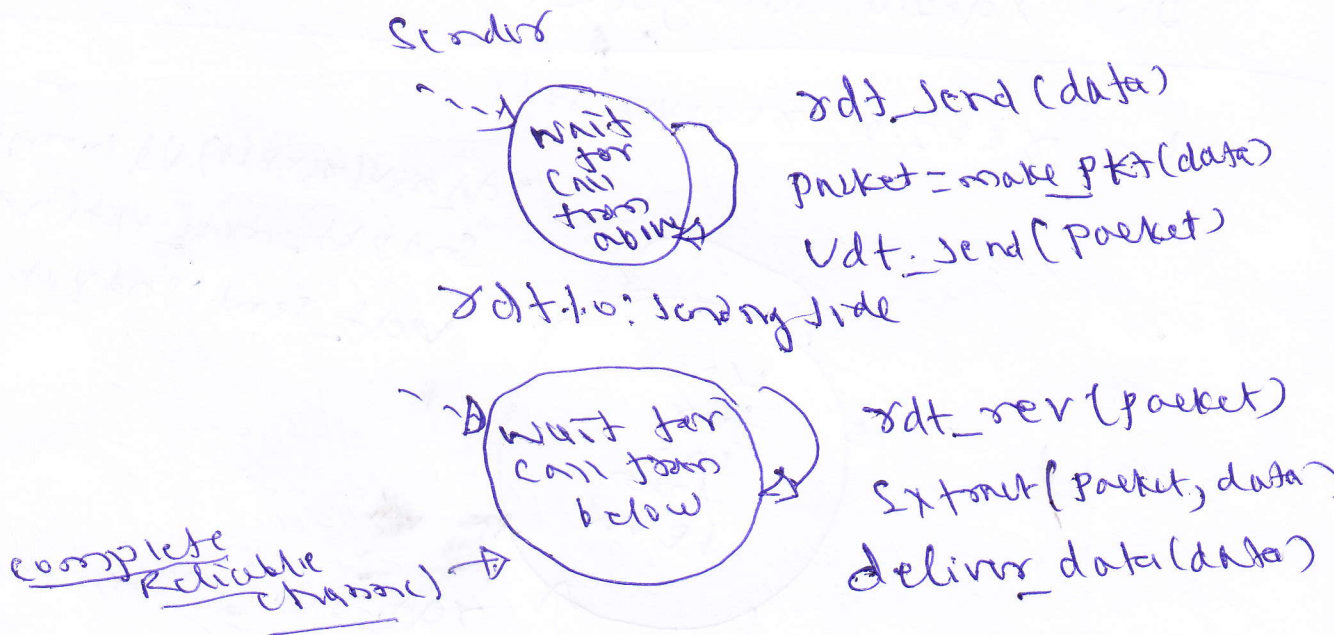 Sender
wait
for
call
from
above
rdt_send(data)
packet=make_pkt(data)
Udt_send(packet)
rdt1.0: sending side
wait for
call from
below
rdt_rcv(packet)
Extract(packet, data)
deliver_data(data)
complete
Reliable
channel